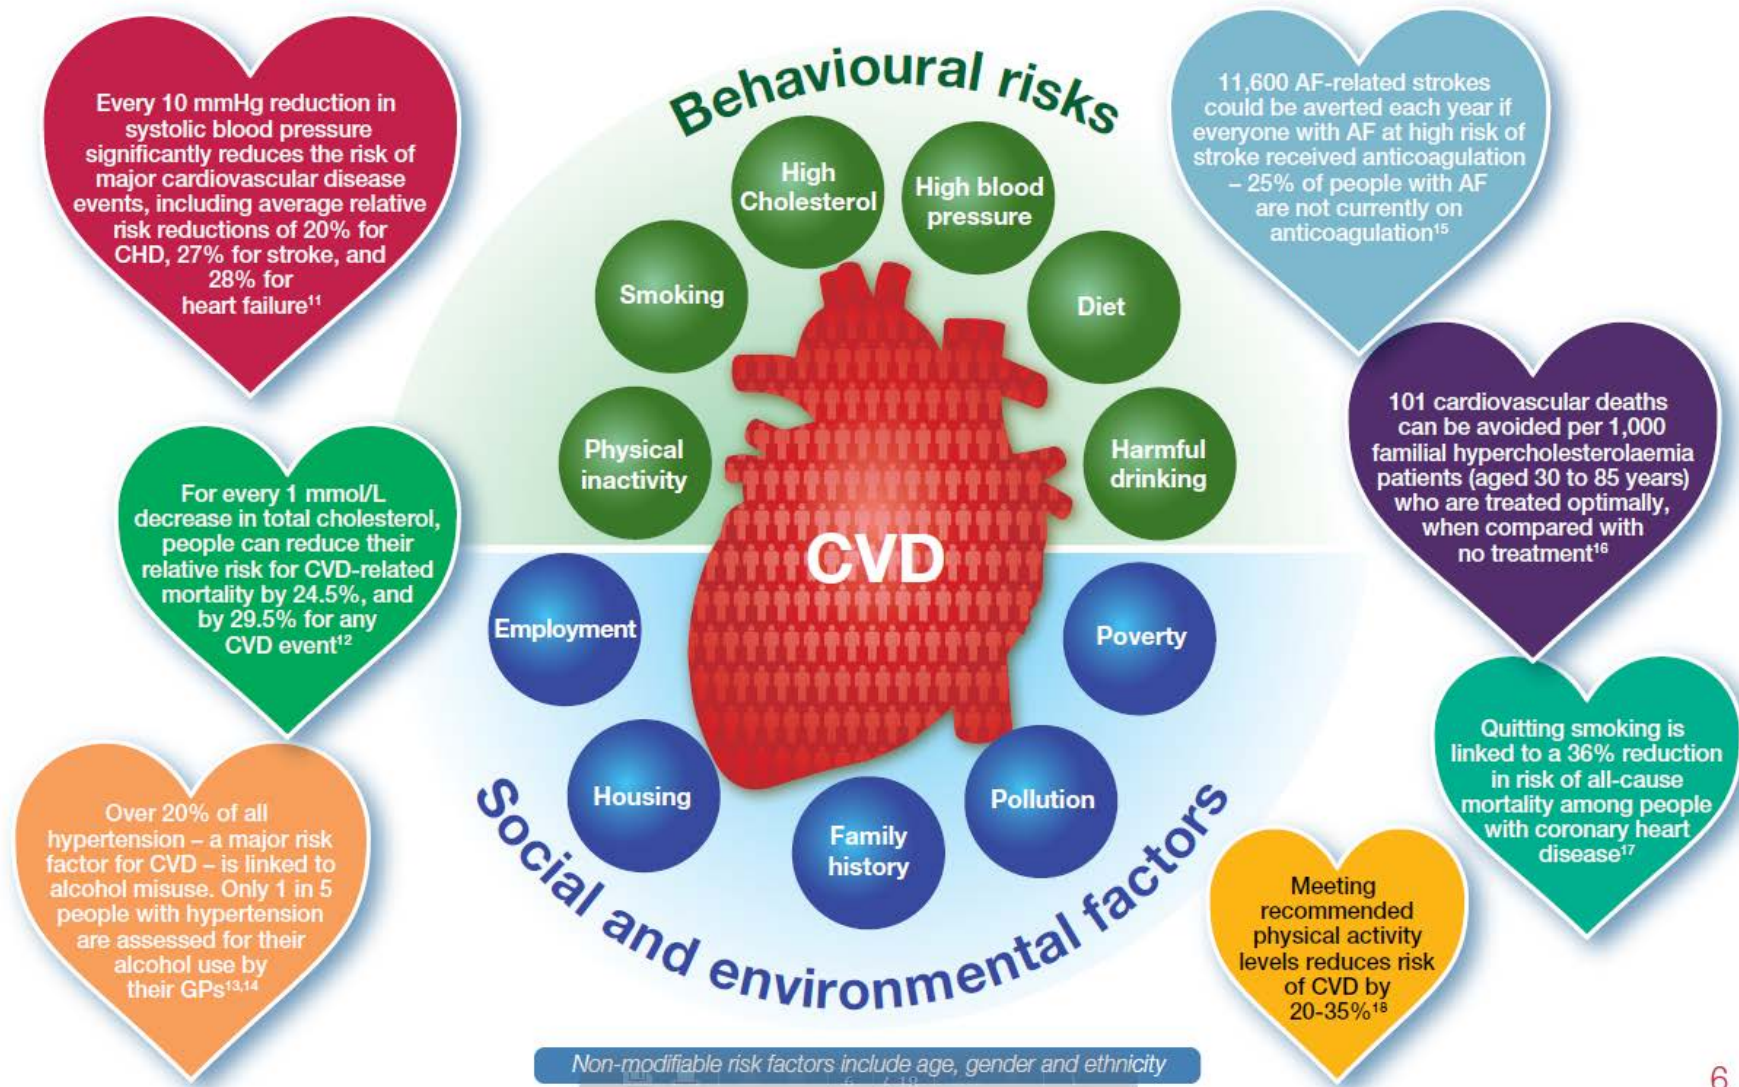 Every 10 mmHg reduction in
systolic blood pressure
significantly reduces the risk of
major cardiovascular disease
events, including average relative
risk reductions of 20% for
CHD, 27% for stroke, and
28% for
heart failure¹¹
For every 1 mmol/L
decrease in total cholesterol,
people can reduce their
relative risk for CVD-related
mortality by 24.5%, and
by 29.5% for any
CVD event¹²
Over 20% of all
hypertension – a major risk
factor for CVD – is linked to
alcohol misuse. Only 1 in 5
people with hypertension
are assessed for their
alcohol use by
their GPs¹³,¹⁴
Behavioural risks
High
Cholesterol
High blood
pressure
Smoking
Diet
Physical
inactivity
Harmful
drinking
CVD
Employment
Poverty
Housing
Pollution
Family
history
Social and environmental factors
11,600 AF-related strokes
could be averted each year if
everyone with AF at high risk of
stroke received anticoagulation
– 25% of people with AF
are not currently on
anticoagulation¹⁵
101 cardiovascular deaths
can be avoided per 1,000
familial hypercholesterolaemia
patients (aged 30 to 85 years)
who are treated optimally,
when compared with
no treatment¹⁶
Quitting smoking is
linked to a 36% reduction
in risk of all-cause
mortality among people
with coronary heart
disease¹⁷
Meeting
recommended
physical activity
levels reduces risk
of CVD by
20-35%¹⁸
Non-modifiable risk factors include age, gender and ethnicity
6